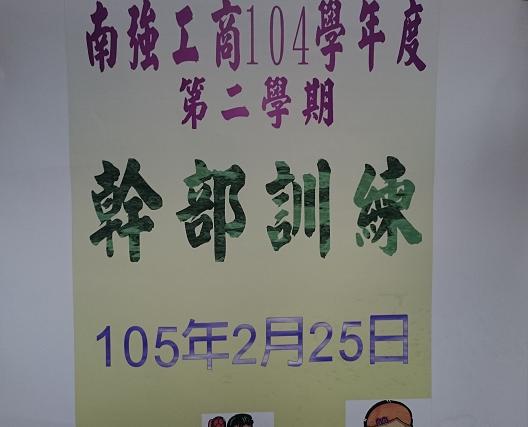 南強工商104學年度
第二學期
幹部訓練
105年2月25日